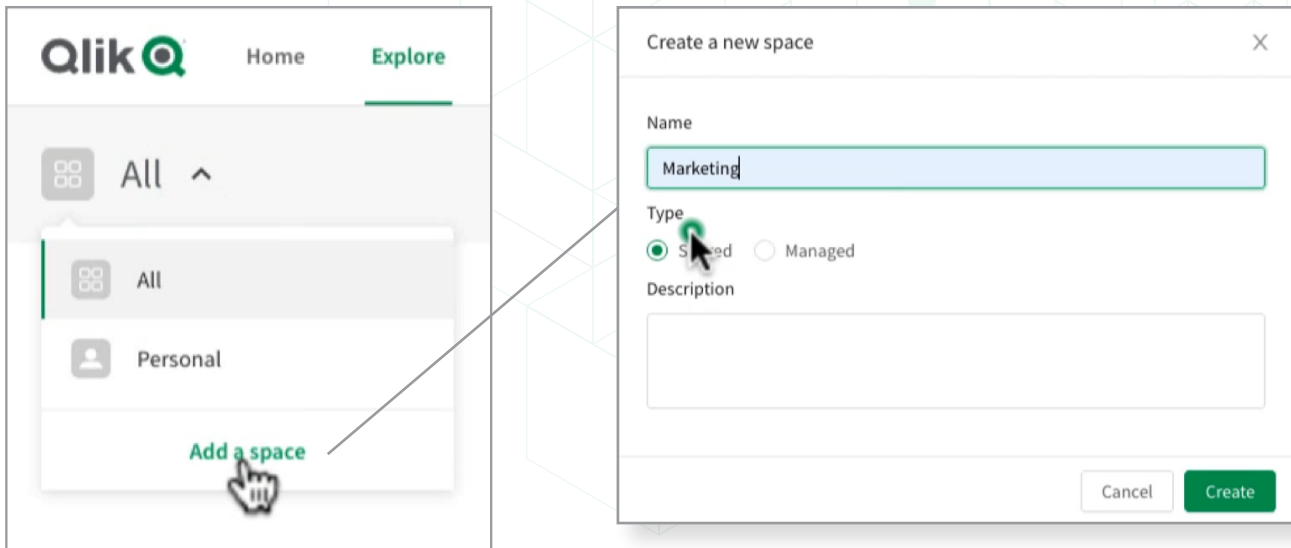 Qlik
Home
Explore
All
All
Personal
Add a space
Create a new space
Name
Marketing
Type
Managed
Description
Cancel
Create